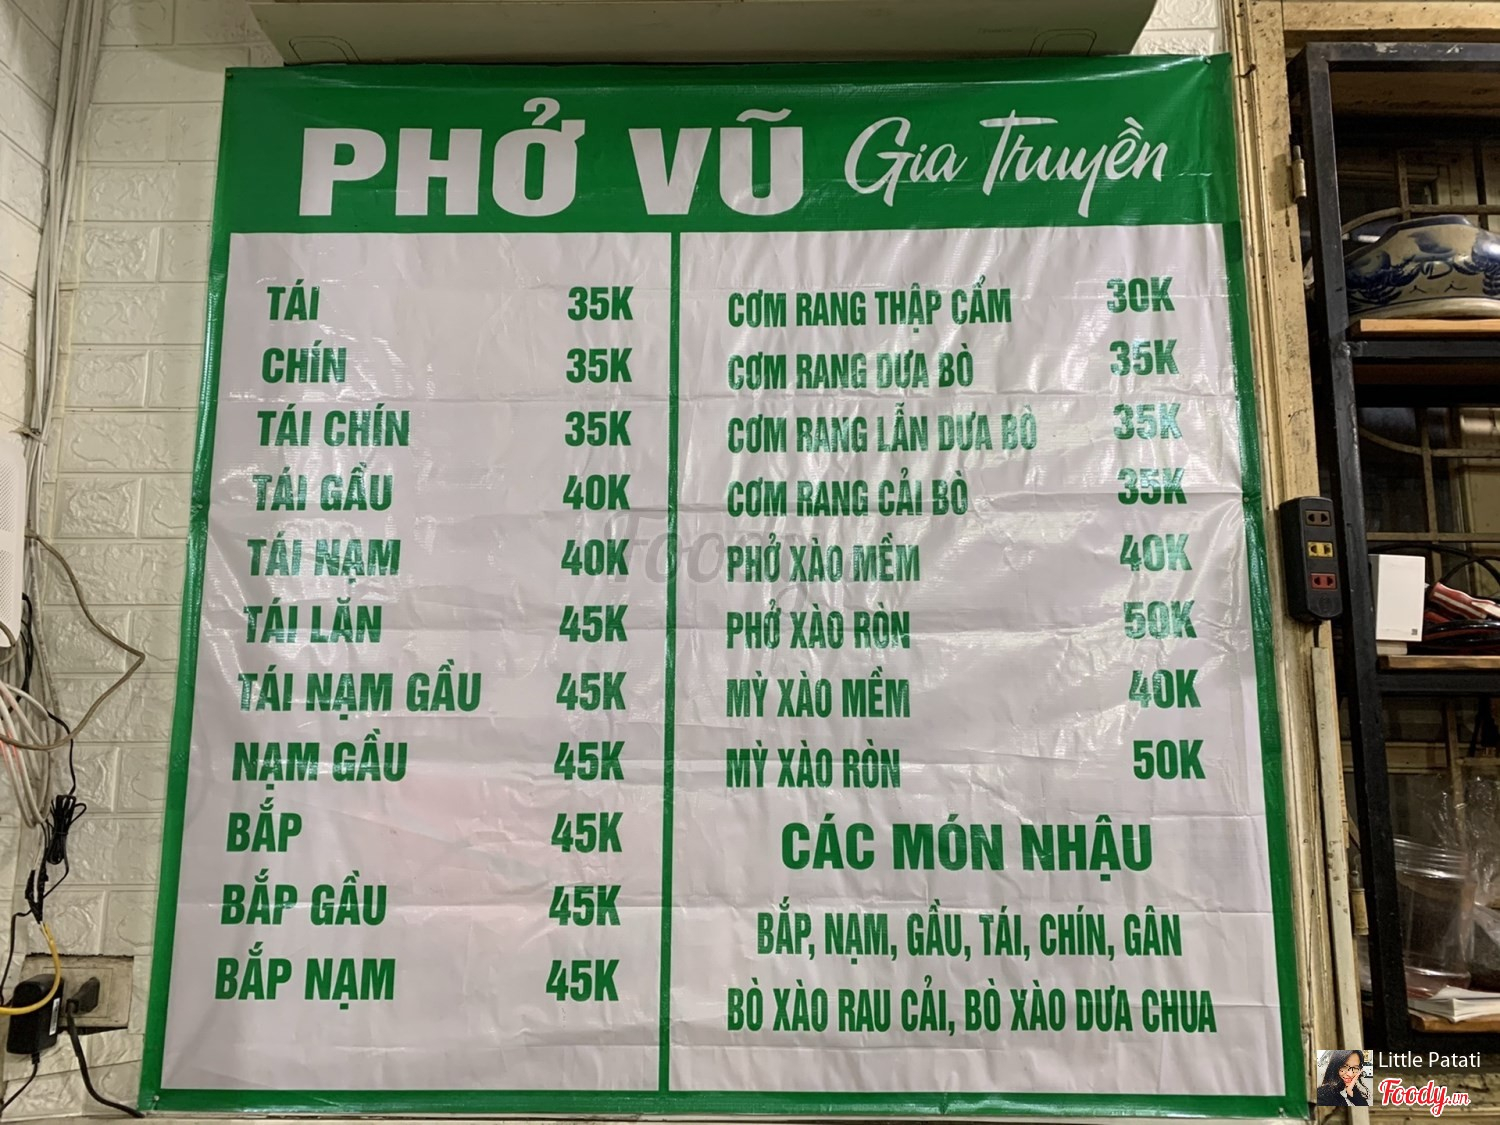 PHỞ VŨ Gia Truyền
TÁI 35K
CHÍN 35K
TÁI CHÍN 35K
TÁI GẦU 40K
TÁI NẠM 40K
TÁI LĂN 45K
TÁI NẠM GẦU 45K
NẠM GẦU 45K
BẮP 45K
BẮP GẦU 45K
BẮP NẠM 45K
CƠM RANG THẬP CẨM 30K
CƠM RANG DƯA BÒ 35K
CƠM RANG LẪN DƯA BÒ 35K
CƠM RANG CẢI BÒ 35K
PHỞ XÀO MỀM 40K
PHỞ XÀO RÒN 50K
MỲ XÀO MỀM 40K
MỲ XÀO RÒN 50K
CÁC MÓN NHẬU
BẮP, NẠM, GẦU, TÁI, CHÍN, GÂN
BÒ XÀO RAU CẢI, BÒ XÀO DƯA CHUA
Little Patati
Foody.vn